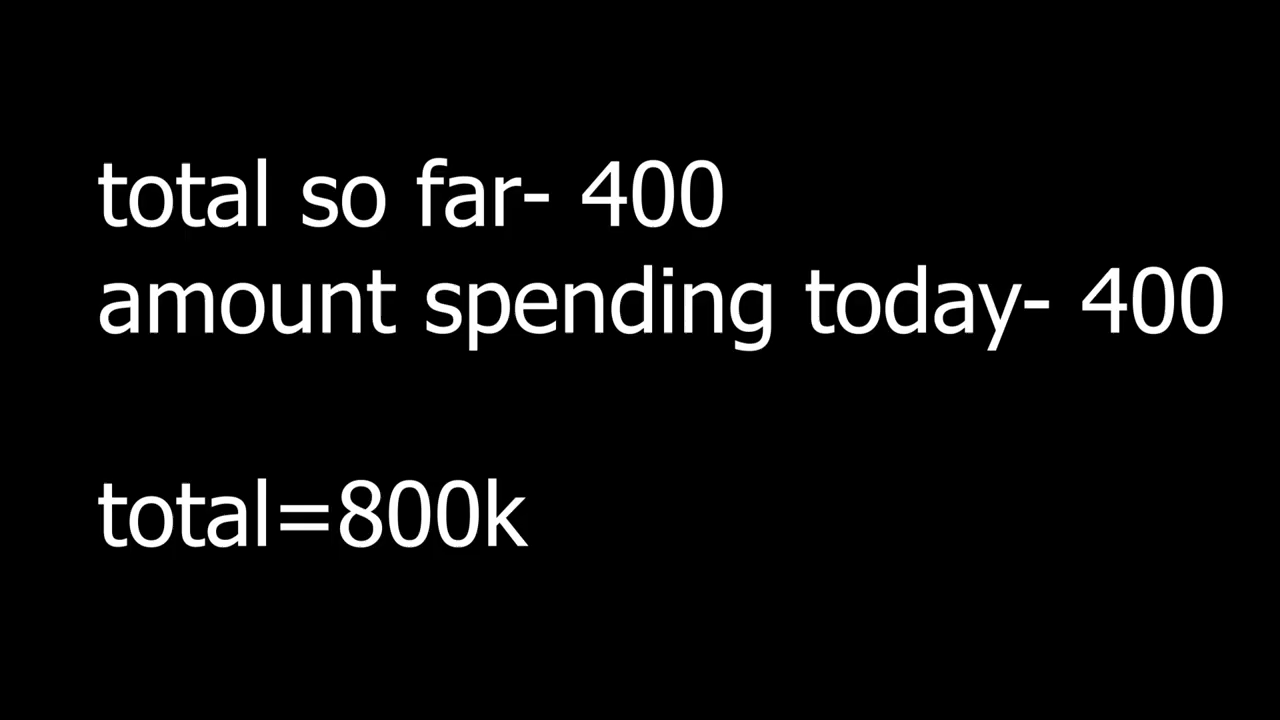 total so far- 400
amount spending today- 400
total=800k